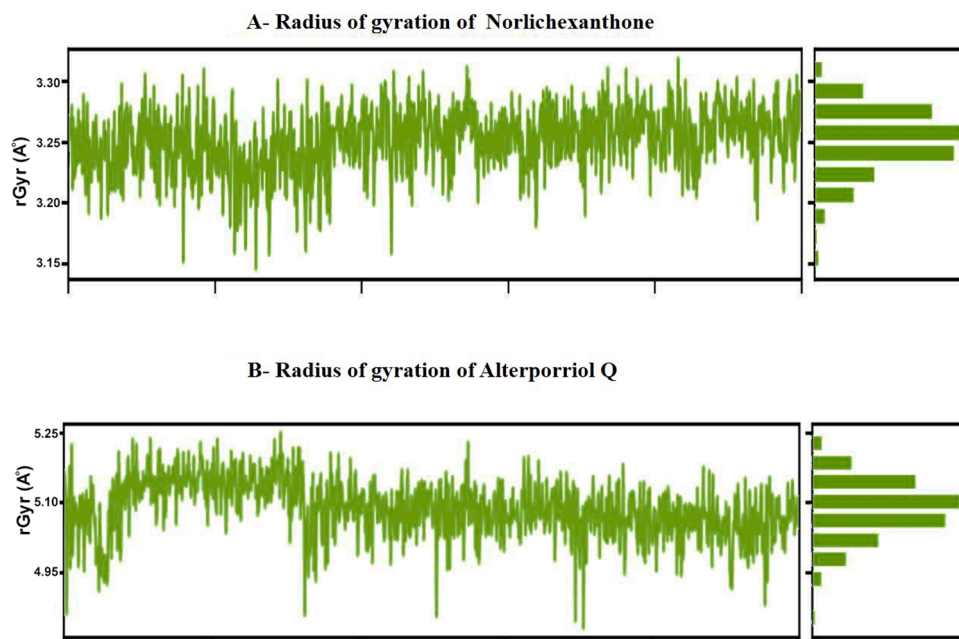 A- Radius of gyration of Norlichexanthone
rGyr (A°)
3.30
3.25
3.20
3.15
B- Radius of gyration of Alterporriol Q
rGyr (A°)
5.25
5.10
4.95